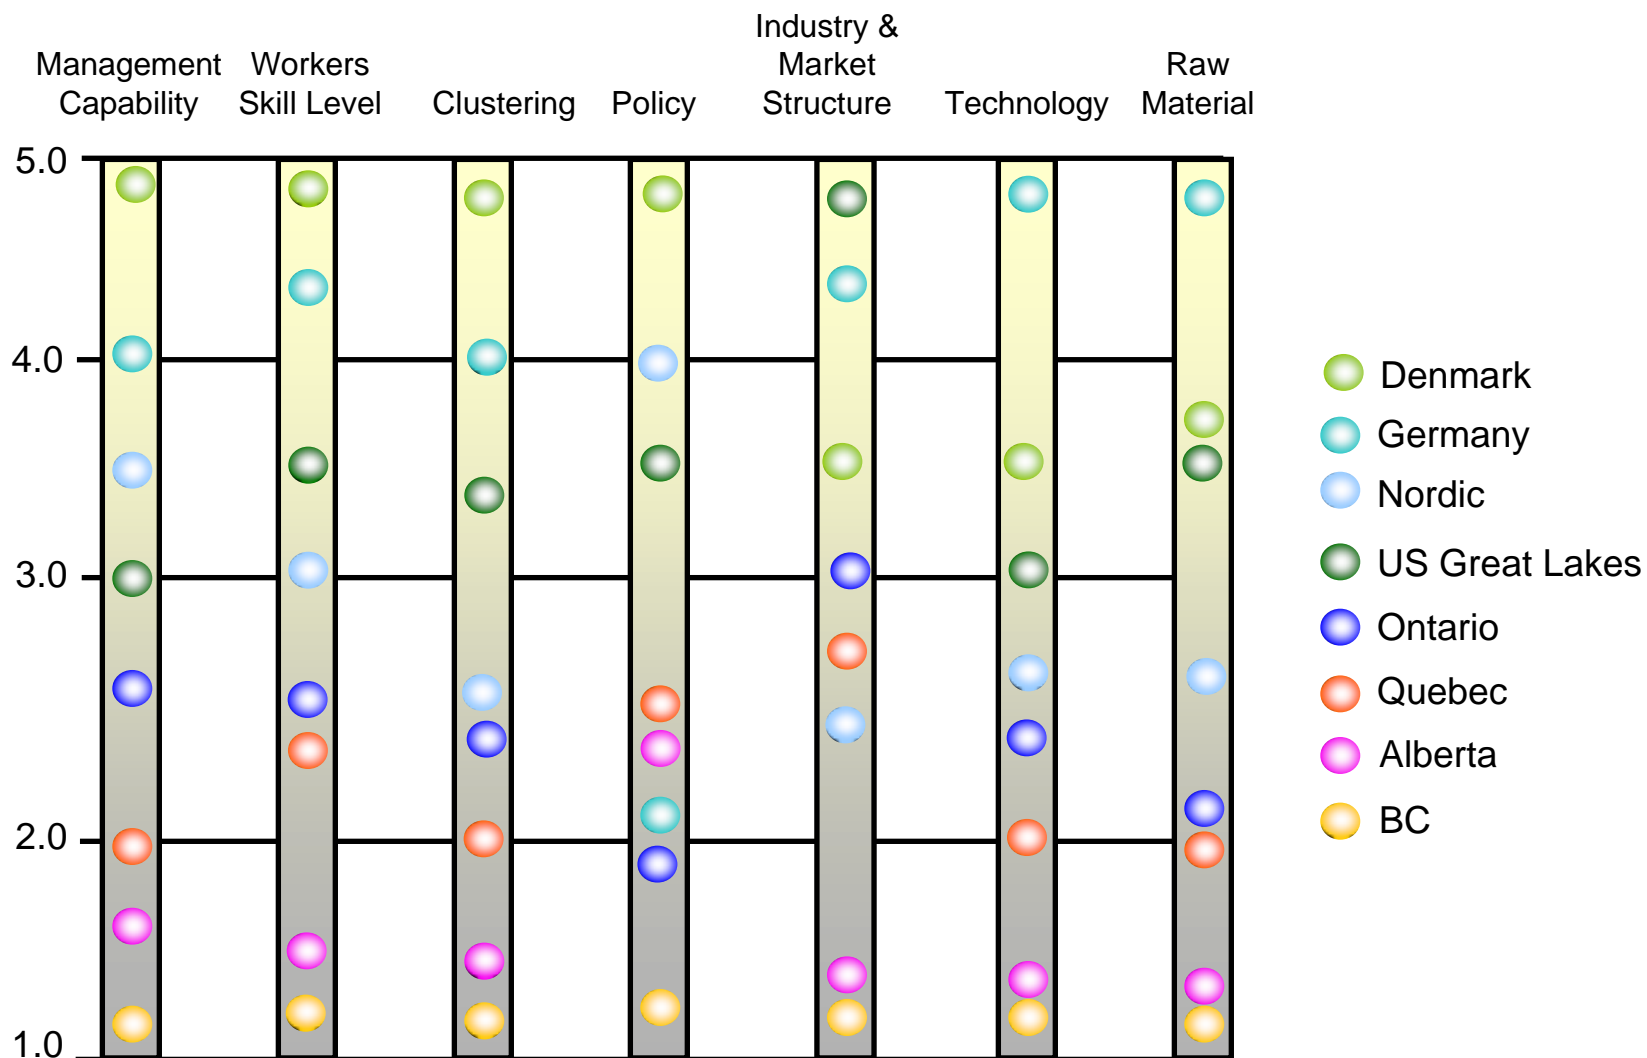 Management
Capability
Workers
Skill Level
Clustering
Policy
Industry &
Market
Structure
Technology
Raw
Material
5.0
4.0
3.0
2.0
1.0
Denmark
Germany
Nordic
US Great Lakes
Ontario
Quebec
Alberta
BC